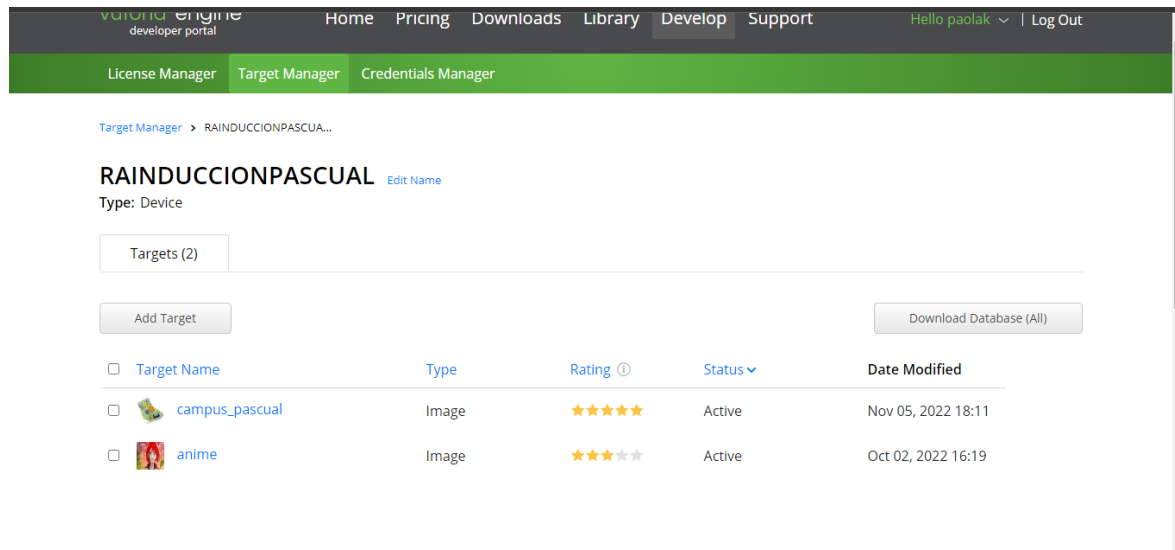 vuforia engine
developer portal
Home Pricing Downloads Library Develop Support
Hello paolak | Log Out
License Manager Target Manager Credentials Manager
Target Manager > RAINDUCCIONPASCUA...
RAINDUCCIONPASCUAL Edit Name
Type: Device
Targets (2)
Add Target Download Database (All)
Target Name Type Rating Status Date Modified
campus_pascual Image Active Nov 05, 2022 18:11
anime Image Active Oct 02, 2022 16:19